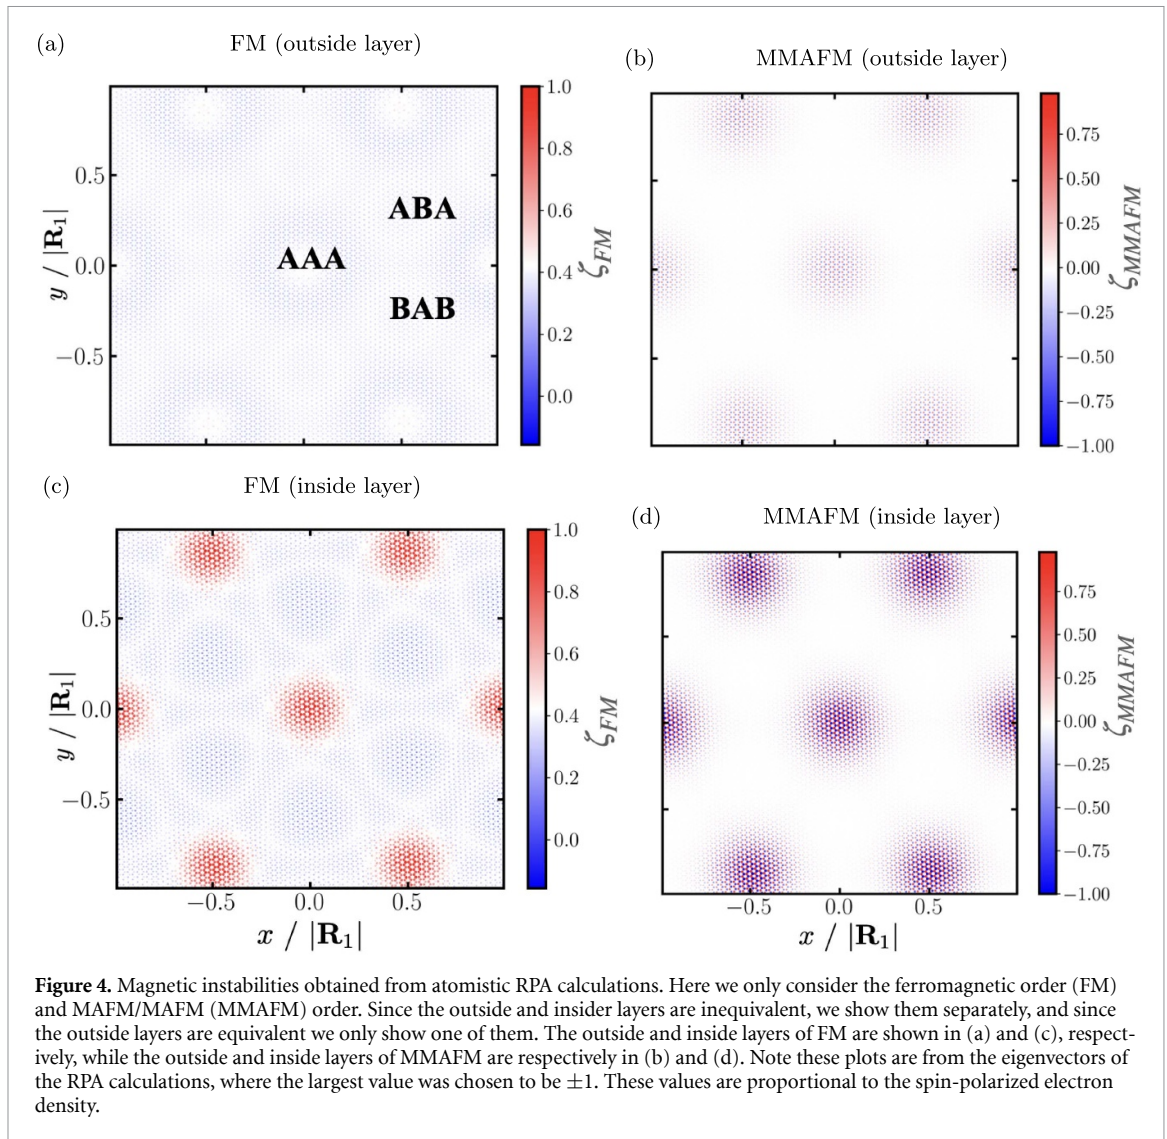 (a)
FM (outside layer)
(b)
MMAFM (outside layer)
y / |R₁|
0.5
0.0
−0.5
ABA
AAA
BAB
1.0
0.8
0.6
0.4
0.2
0.0
ζFM
0.75
0.50
0.25
0.00
−0.25
−0.50
−0.75
−1.00
ζMMAFM
(c)
FM (inside layer)
(d)
MMAFM (inside layer)
y / |R₁|
0.5
0.0
−0.5
−0.5
0.0
0.5
x / |R₁|
1.0
0.8
0.6
0.4
0.2
0.0
ζFM
−0.5
0.0
0.5
x / |R₁|
0.75
0.50
0.25
0.00
−0.25
−0.50
−0.75
−1.00
ζMMAFM
Figure 4. Magnetic instabilities obtained from atomistic RPA calculations. Here we only consider the ferromagnetic order (FM)
and MAFM/MAFM (MMAFM) order. Since the outside and insider layers are inequivalent, we show them separately, and since
the outside layers are equivalent we only show one of them. The outside and inside layers of FM are shown in (a) and (c), respect-
ively, while the outside and inside layers of MMAFM are respectively in (b) and (d). Note these plots are from the eigenvectors of
the RPA calculations, where the largest value was chosen to be ±1. These values are proportional to the spin-polarized electron
density.